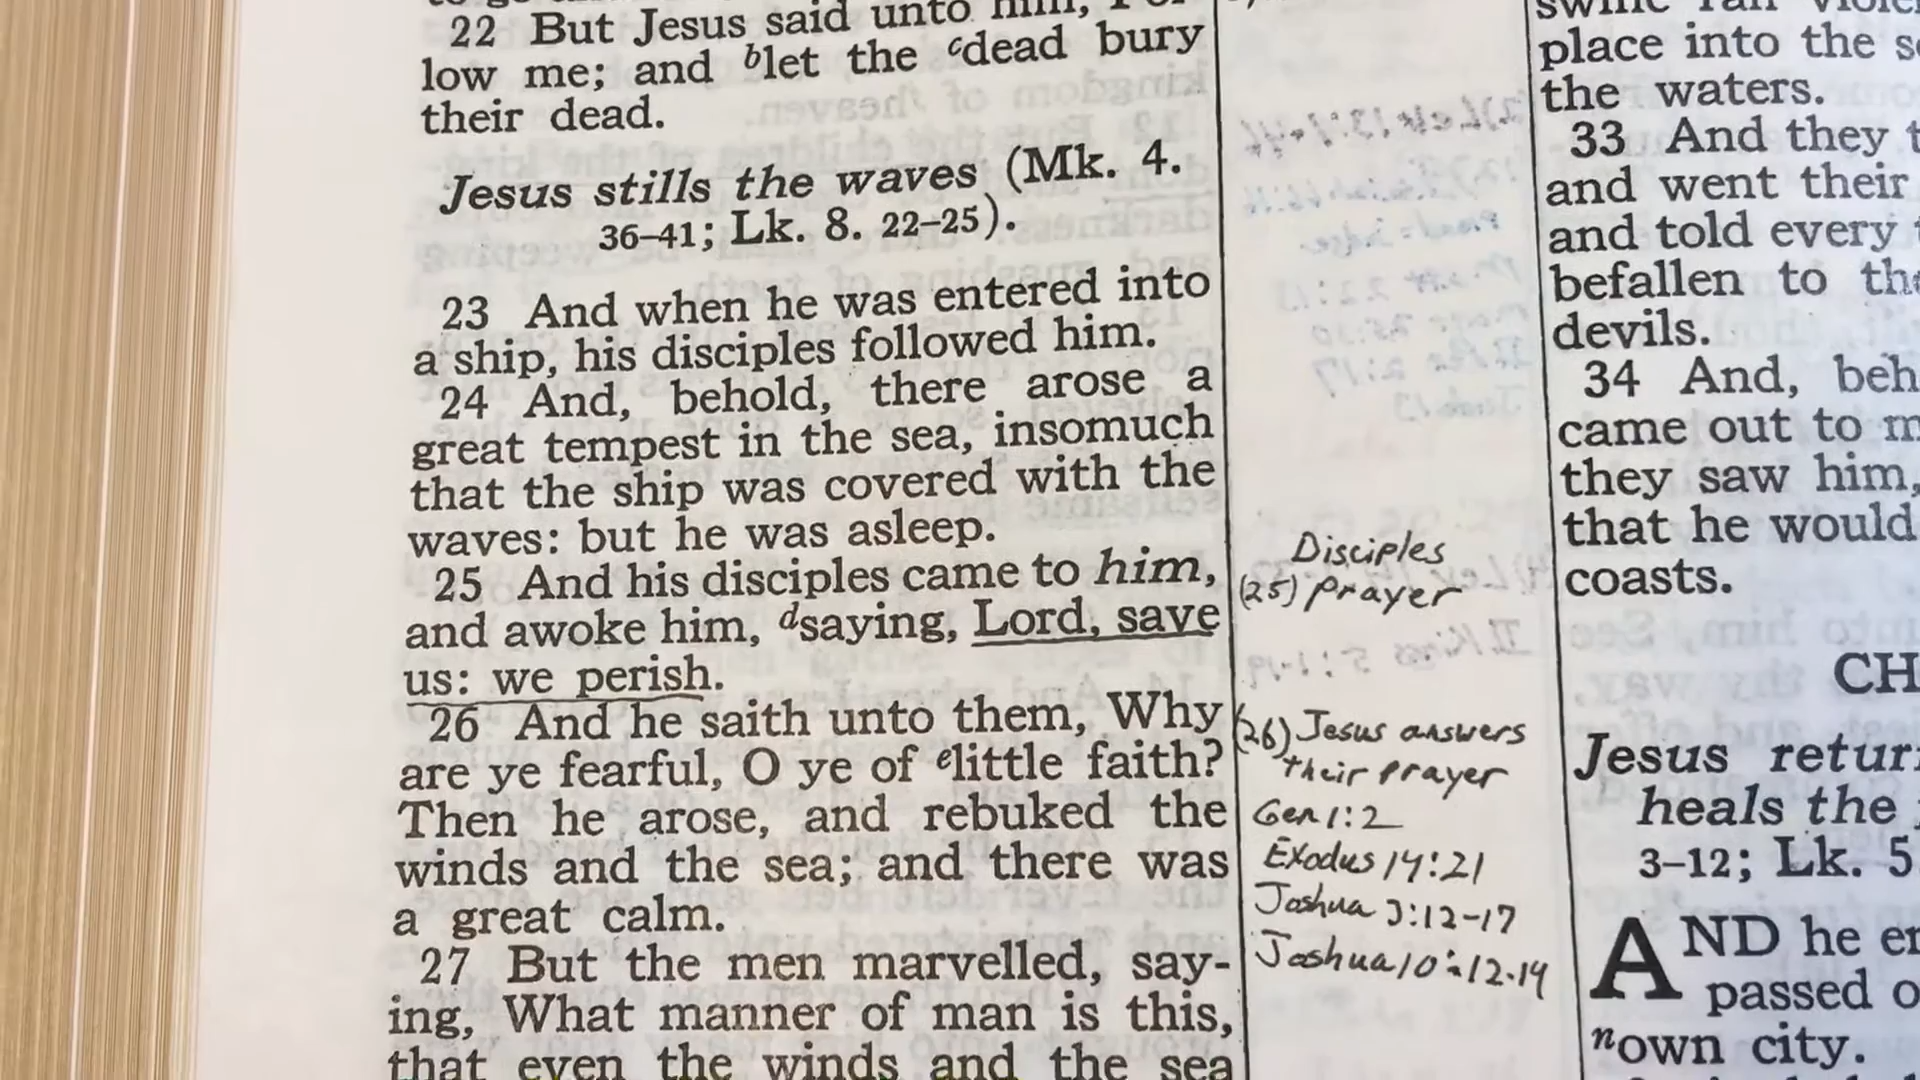 22 But Jesus said unto him,
low me; and ᵇlet the ᶜdead bury
their dead.
Jesus stills the waves (Mk. 4.
36–41; Lk. 8. 22–25).
23 And when he was entered into
a ship, his disciples followed him.
24 And, behold, there arose a
great tempest in the sea, insomuch
that the ship was covered with the
waves: but he was asleep.
25 And his disciples came to him,
and awoke him, ᵈsaying, Lord, save
us: we perish.
26 And he saith unto them, Why
are ye fearful, O ye of ᵉlittle faith?
Then he arose, and rebuked the
winds and the sea; and there was
a great calm.
27 But the men marvelled, say-
ing, What manner of man is this,
that even the winds and the sea
Disciples
(25) prayer
(26) Jesus answers
their prayer
Gen 1:2
Exodus 14:21
Joshua 3:12-17
Joshua 10:12-14
place into the
the waters.
33 And they
and went their
and told every
befallen to
devils.
34 And,
came out to
they saw him,
that he would
coasts.
CH
Jesus
heals the
3–12; Lk. 5
AND he
passed
ⁿown city.